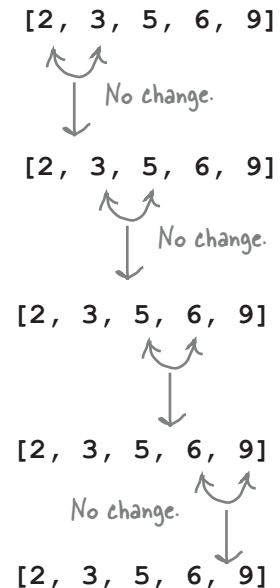 [2, 3, 5, 6, 9]
No change.
[2, 3, 5, 6, 9]
No change.
[2, 3, 5, 6, 9]
[2, 3, 5, 6, 9]
No change.
[2, 3, 5, 6, 9]